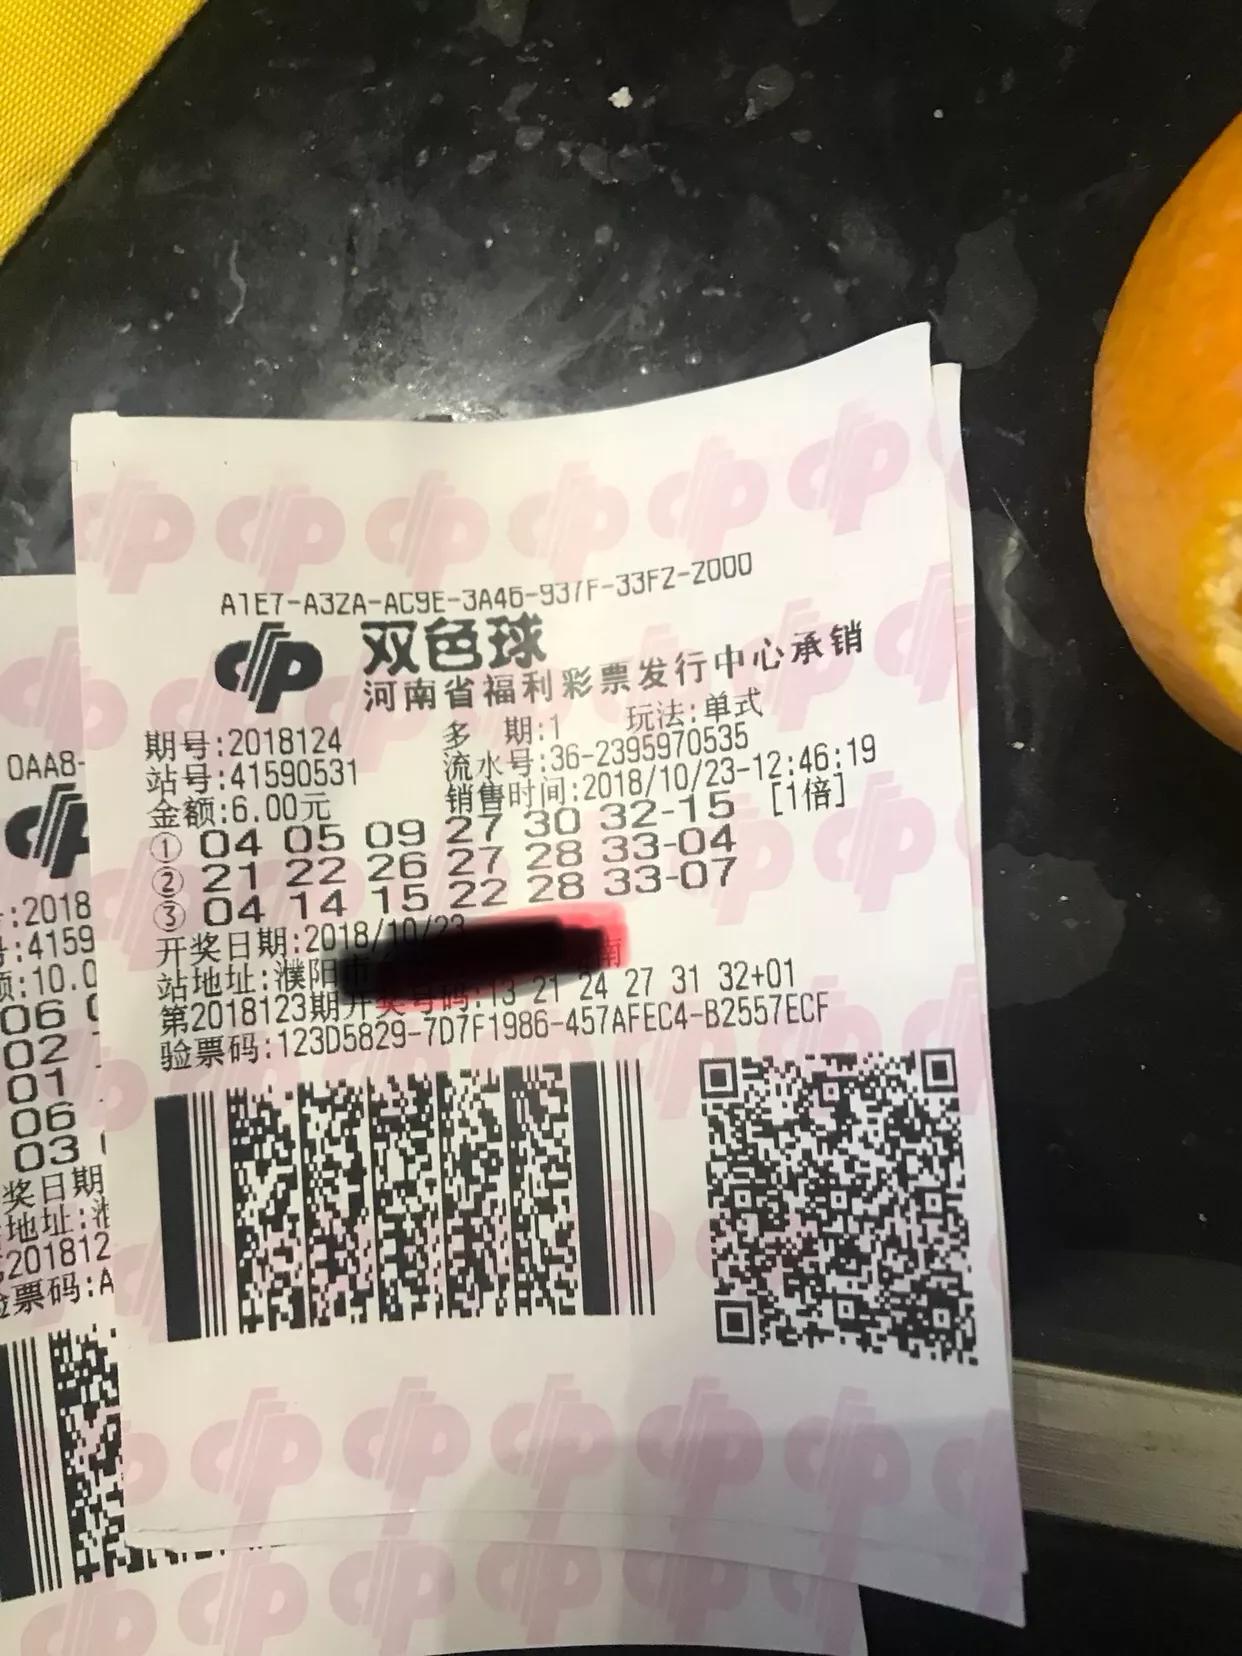 A1E7-A32A-AC9E-3A46-937F-33F2-2000
双色球
河南省福利彩票发行中心承销
期号:2018124 多 期:1 玩法:单式
站号:41590531 流水号:36-2395970535
金额:6.00元 销售时间:2018/10/23-12:46:19
① 04 05 09 27 30 32-15 [1倍]
② 21 22 26 27 28 33-04
③ 04 14 15 22 28 33-07
开奖日期:2018/10/23
站地址:濮阳市 南
第2018123期开奖号码:13 21 24 27 31 32+01
验票码:123D5829-7D7F1986-457AFEC4-B2557ECF
0AA8-
:2018
:4159
:10.0
06
02
01
06
03
奖日期
地址:
201812
票码:A